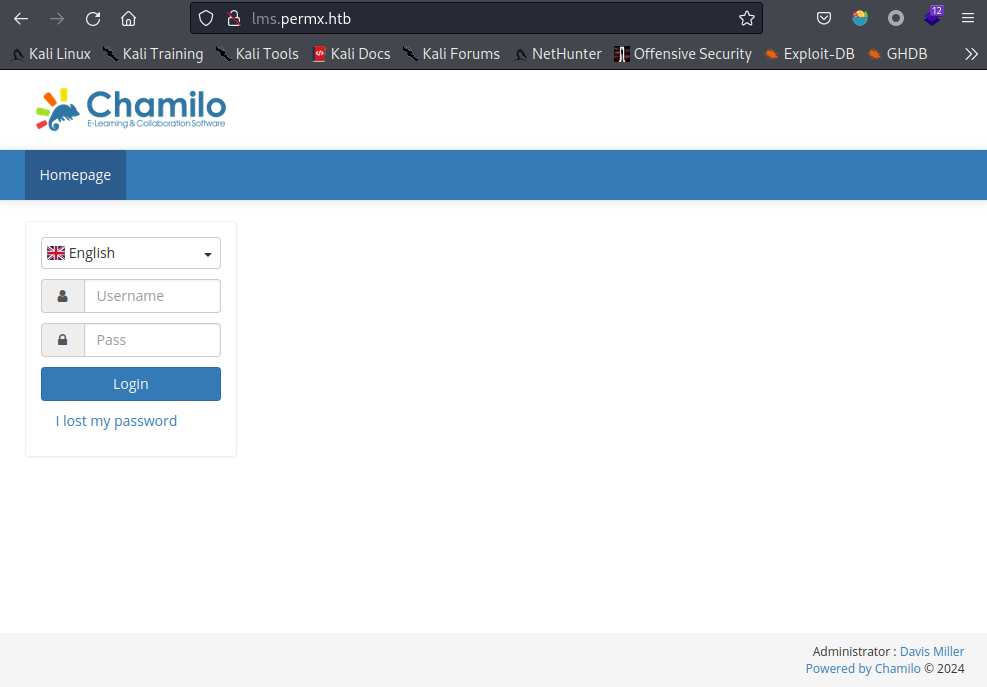 lms.permx.htb
12
Kali Linux Kali Training Kali Tools Kali Docs Kali Forums NetHunter Offensive Security Exploit-DB GHDB
Chamilo
E-Learning & Collaboration Software
Homepage
English
Username
Pass
Login
I lost my password
Administrator : Davis Miller
Powered by Chamilo © 2024